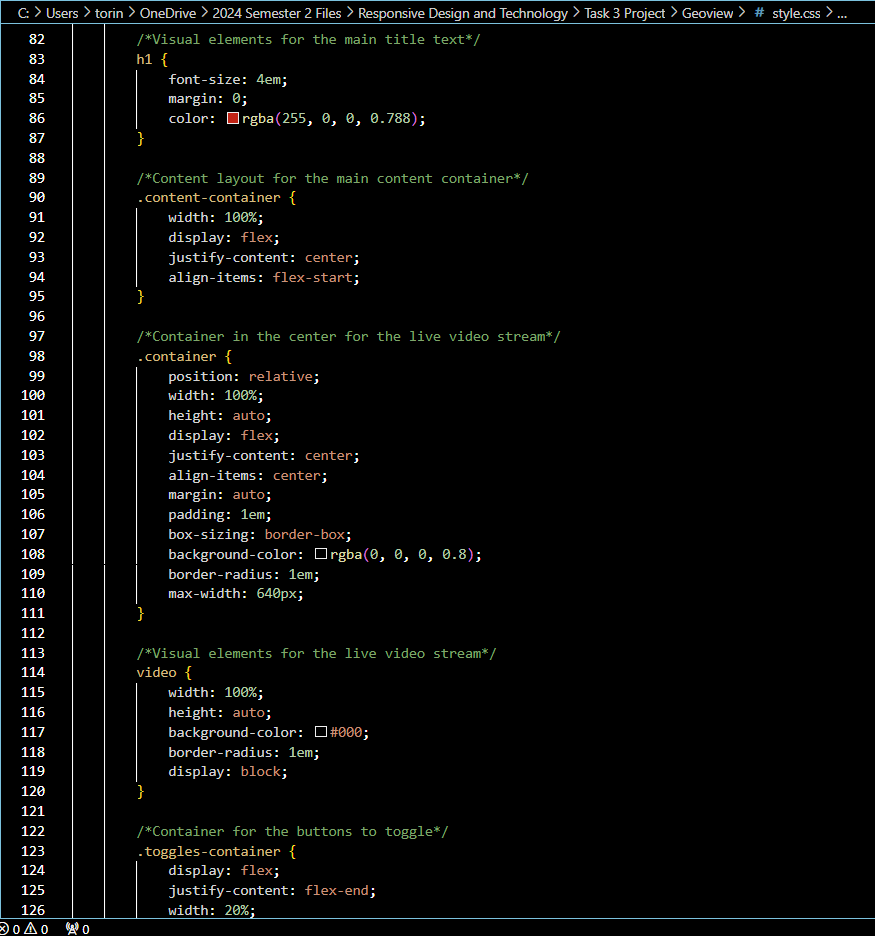 C: > Users > torin > OneDrive > 2024 Semester 2 Files > Responsive Design and Technology > Task 3 Project > Geoview > # style.css > ...
82 /*Visual elements for the main title text*/
83 h1 {
84 font-size: 4em;
85 margin: 0;
86 color: rgba(255, 0, 0, 0.788);
87 }
88
89 /*Content layout for the main content container*/
90 .content-container {
91 width: 100%;
92 display: flex;
93 justify-content: center;
94 align-items: flex-start;
95 }
96
97 /*Container in the center for the live video stream*/
98 .container {
99 position: relative;
100 width: 100%;
101 height: auto;
102 display: flex;
103 justify-content: center;
104 align-items: center;
105 margin: auto;
106 padding: 1em;
107 box-sizing: border-box;
108 background-color: rgba(0, 0, 0, 0.8);
109 border-radius: 1em;
110 max-width: 640px;
111 }
112
113 /*Visual elements for the live video stream*/
114 video {
115 width: 100%;
116 height: auto;
117 background-color: #000;
118 border-radius: 1em;
119 display: block;
120 }
121
122 /*Container for the buttons to toggle*/
123 .toggles-container {
124 display: flex;
125 justify-content: flex-end;
126 width: 20%;
0 0 0